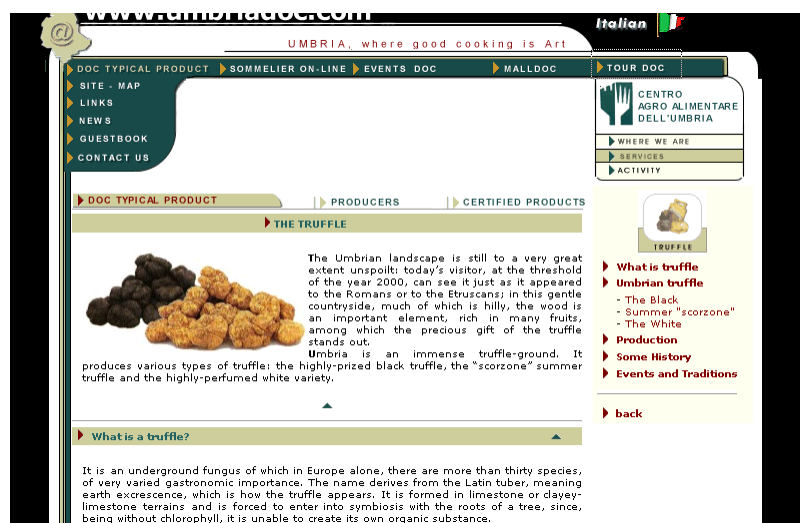 www.umbriadoc.com
Italian
@
UMBRIA, where good cooking is Art
DOC TYPICAL PRODUCT
SOMMELIER ON-LINE
EVENTS DOC
MALLDOC
TOUR DOC
SITE - MAP
LINKS
NEWS
GUESTBOOK
CONTACT US
CENTRO
AGRO ALIMENTARE
DELL'UMBRIA
WHERE WE ARE
SERVICES
ACTIVITY
DOC TYPICAL PRODUCT
PRODUCERS
CERTIFIED PRODUCTS
THE TRUFFLE
The Umbrian landscape is still to a very great
extent unspoilt: today's visitor, at the threshold
of the year 2000, can see it just as it appeared
to the Romans or to the Etruscans; in this gentle
countryside, much of which is hilly, the wood is
an important element, rich in many fruits,
among which the precious gift of the truffle
stands out.
Umbria is an immense truffle-ground. It
produces various types of truffle: the highly-prized black truffle, the "scorzone" summer
truffle and the highly-perfumed white variety.
What is a truffle?
It is an underground fungus of which in Europe alone, there are more than thirty species,
of very varied gastronomic importance. The name derives from the Latin tuber, meaning
earth excrescence, which is how the truffle appears. It is formed in limestone or clayey-
limestone terrains and is forced to enter into symbiosis with the roots of a tree, since,
being without chlorophyll, it is unable to create its own organic substance.
TRUFFLE
What is truffle
Umbrian truffle
- The Black
- Summer "scorzone"
- The White
Production
Some History
Events and Traditions
back